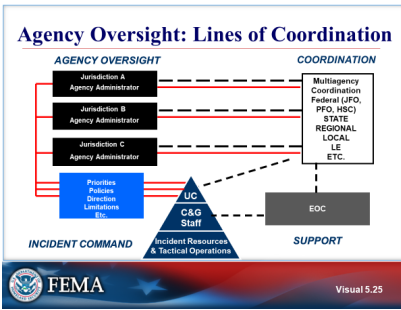 Agency Oversight: Lines of Coordination
AGENCY OVERSIGHT
COORDINATION
Jurisdiction A
Agency Administrator
Jurisdiction B
Agency Administrator
Jurisdiction C
Agency Administrator
Multiagency
Coordination
Federal (JFO,
PFO, HSC)
STATE
REGIONAL
LOCAL
LE
ETC.
Priorities
Policies
Direction
Limitations
Etc.
UC
C&G
Staff
Incident Resources
& Tactical Operations
EOC
INCIDENT COMMAND
SUPPORT
FEMA
Visual 5.25